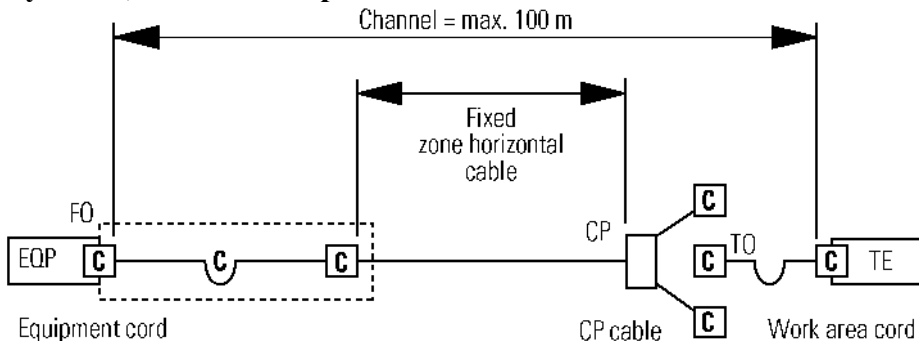 Channel = max. 100 m
Fixed
zone horizontal
cable
FO
CP
C
EQP
C
C
C
C
TO
C
TE
C
Equipment cord
CP cable
Work area cord